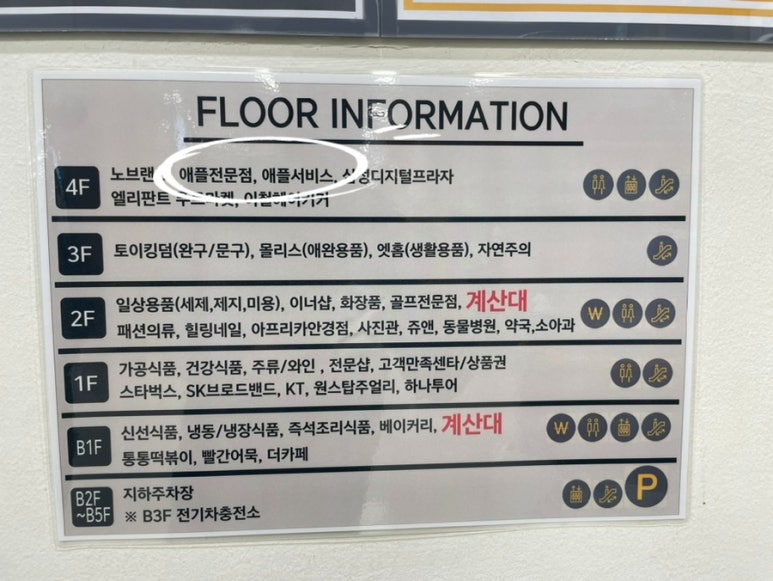 FLOOR INFORMATION
4F
노브랜 애플전문점, 애플서비스, 삼성디지털프라자
엘리펀트
3F
토이킹덤(완구/문구), 몰리스(애완용품), 엣홈(생활용품), 자연주의
2F
일상용품(세제,제지,미용), 이너샵, 화장품, 골프전문점, 계산대
패션의류, 힐링네일, 아프리카안경점, 사진관, 쥬앤, 동물병원, 약국,소아과
W
1F
가공식품, 건강식품, 주류/와인 , 전문샵, 고객만족센타/상품권
스타벅스, SK브로드밴드, KT, 원스탑주얼리, 하나투어
B1F
신선식품, 냉동/냉장식품, 즉석조리식품, 베이커리, 계산대
통통떡볶이, 빨간어묵, 더카페
W
B2F
~B5F
지하주차장
※ B3F 전기차충전소
P